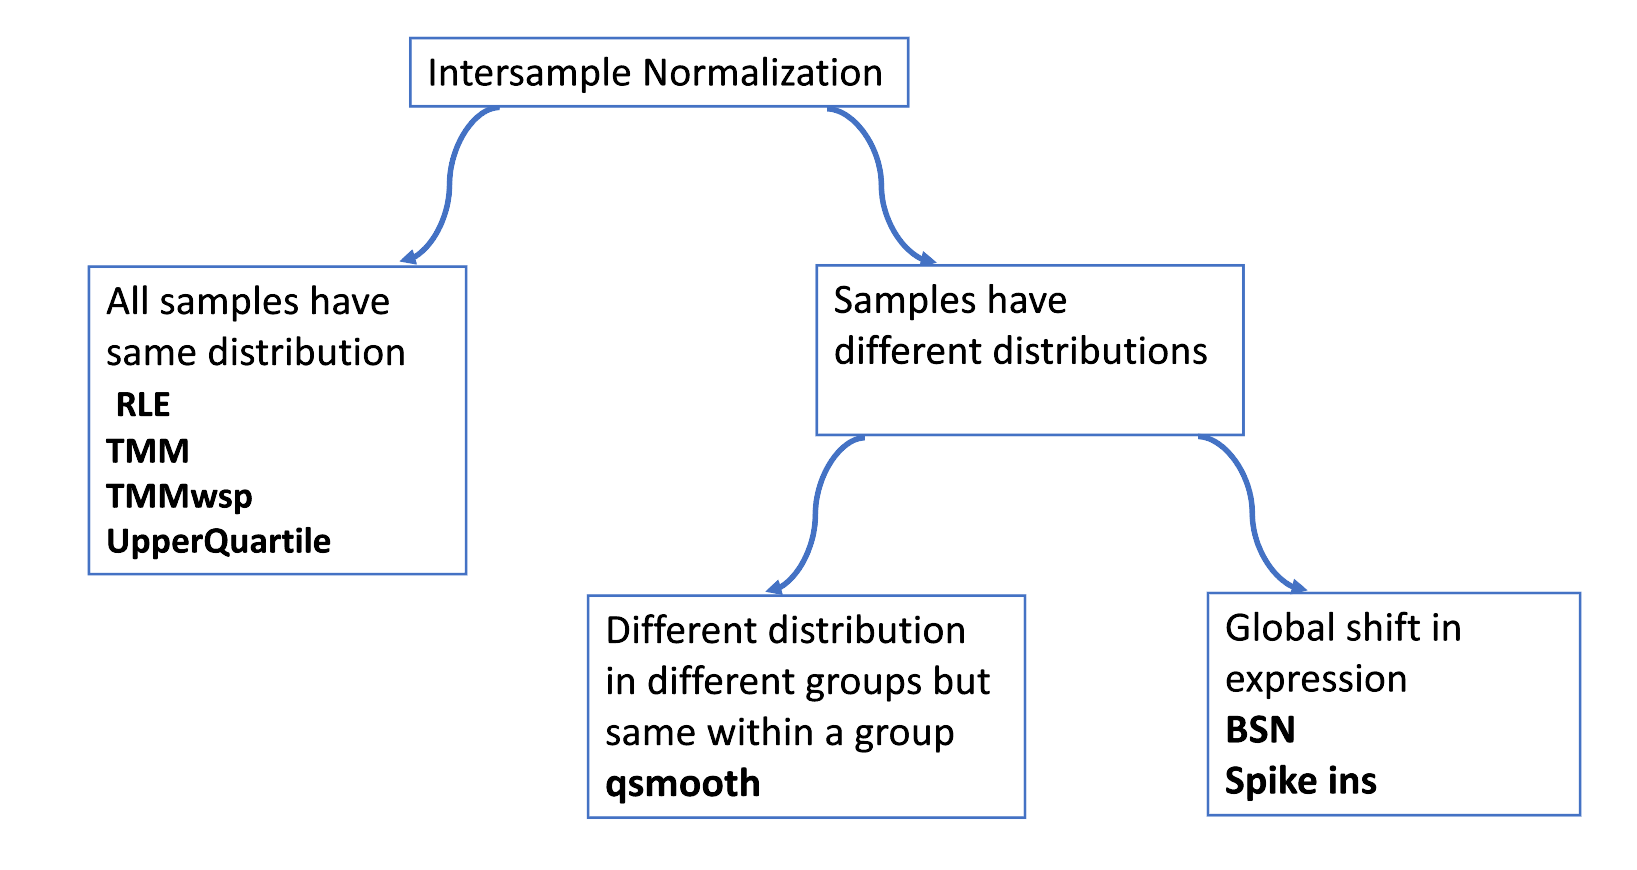 Intersample Normalization
All samples have
same distribution
RLE
TMM
TMMwsp
UpperQuartile
Samples have
different distributions
Different distribution
in different groups but
same within a group
qsmooth
Global shift in
expression
BSN
Spike ins